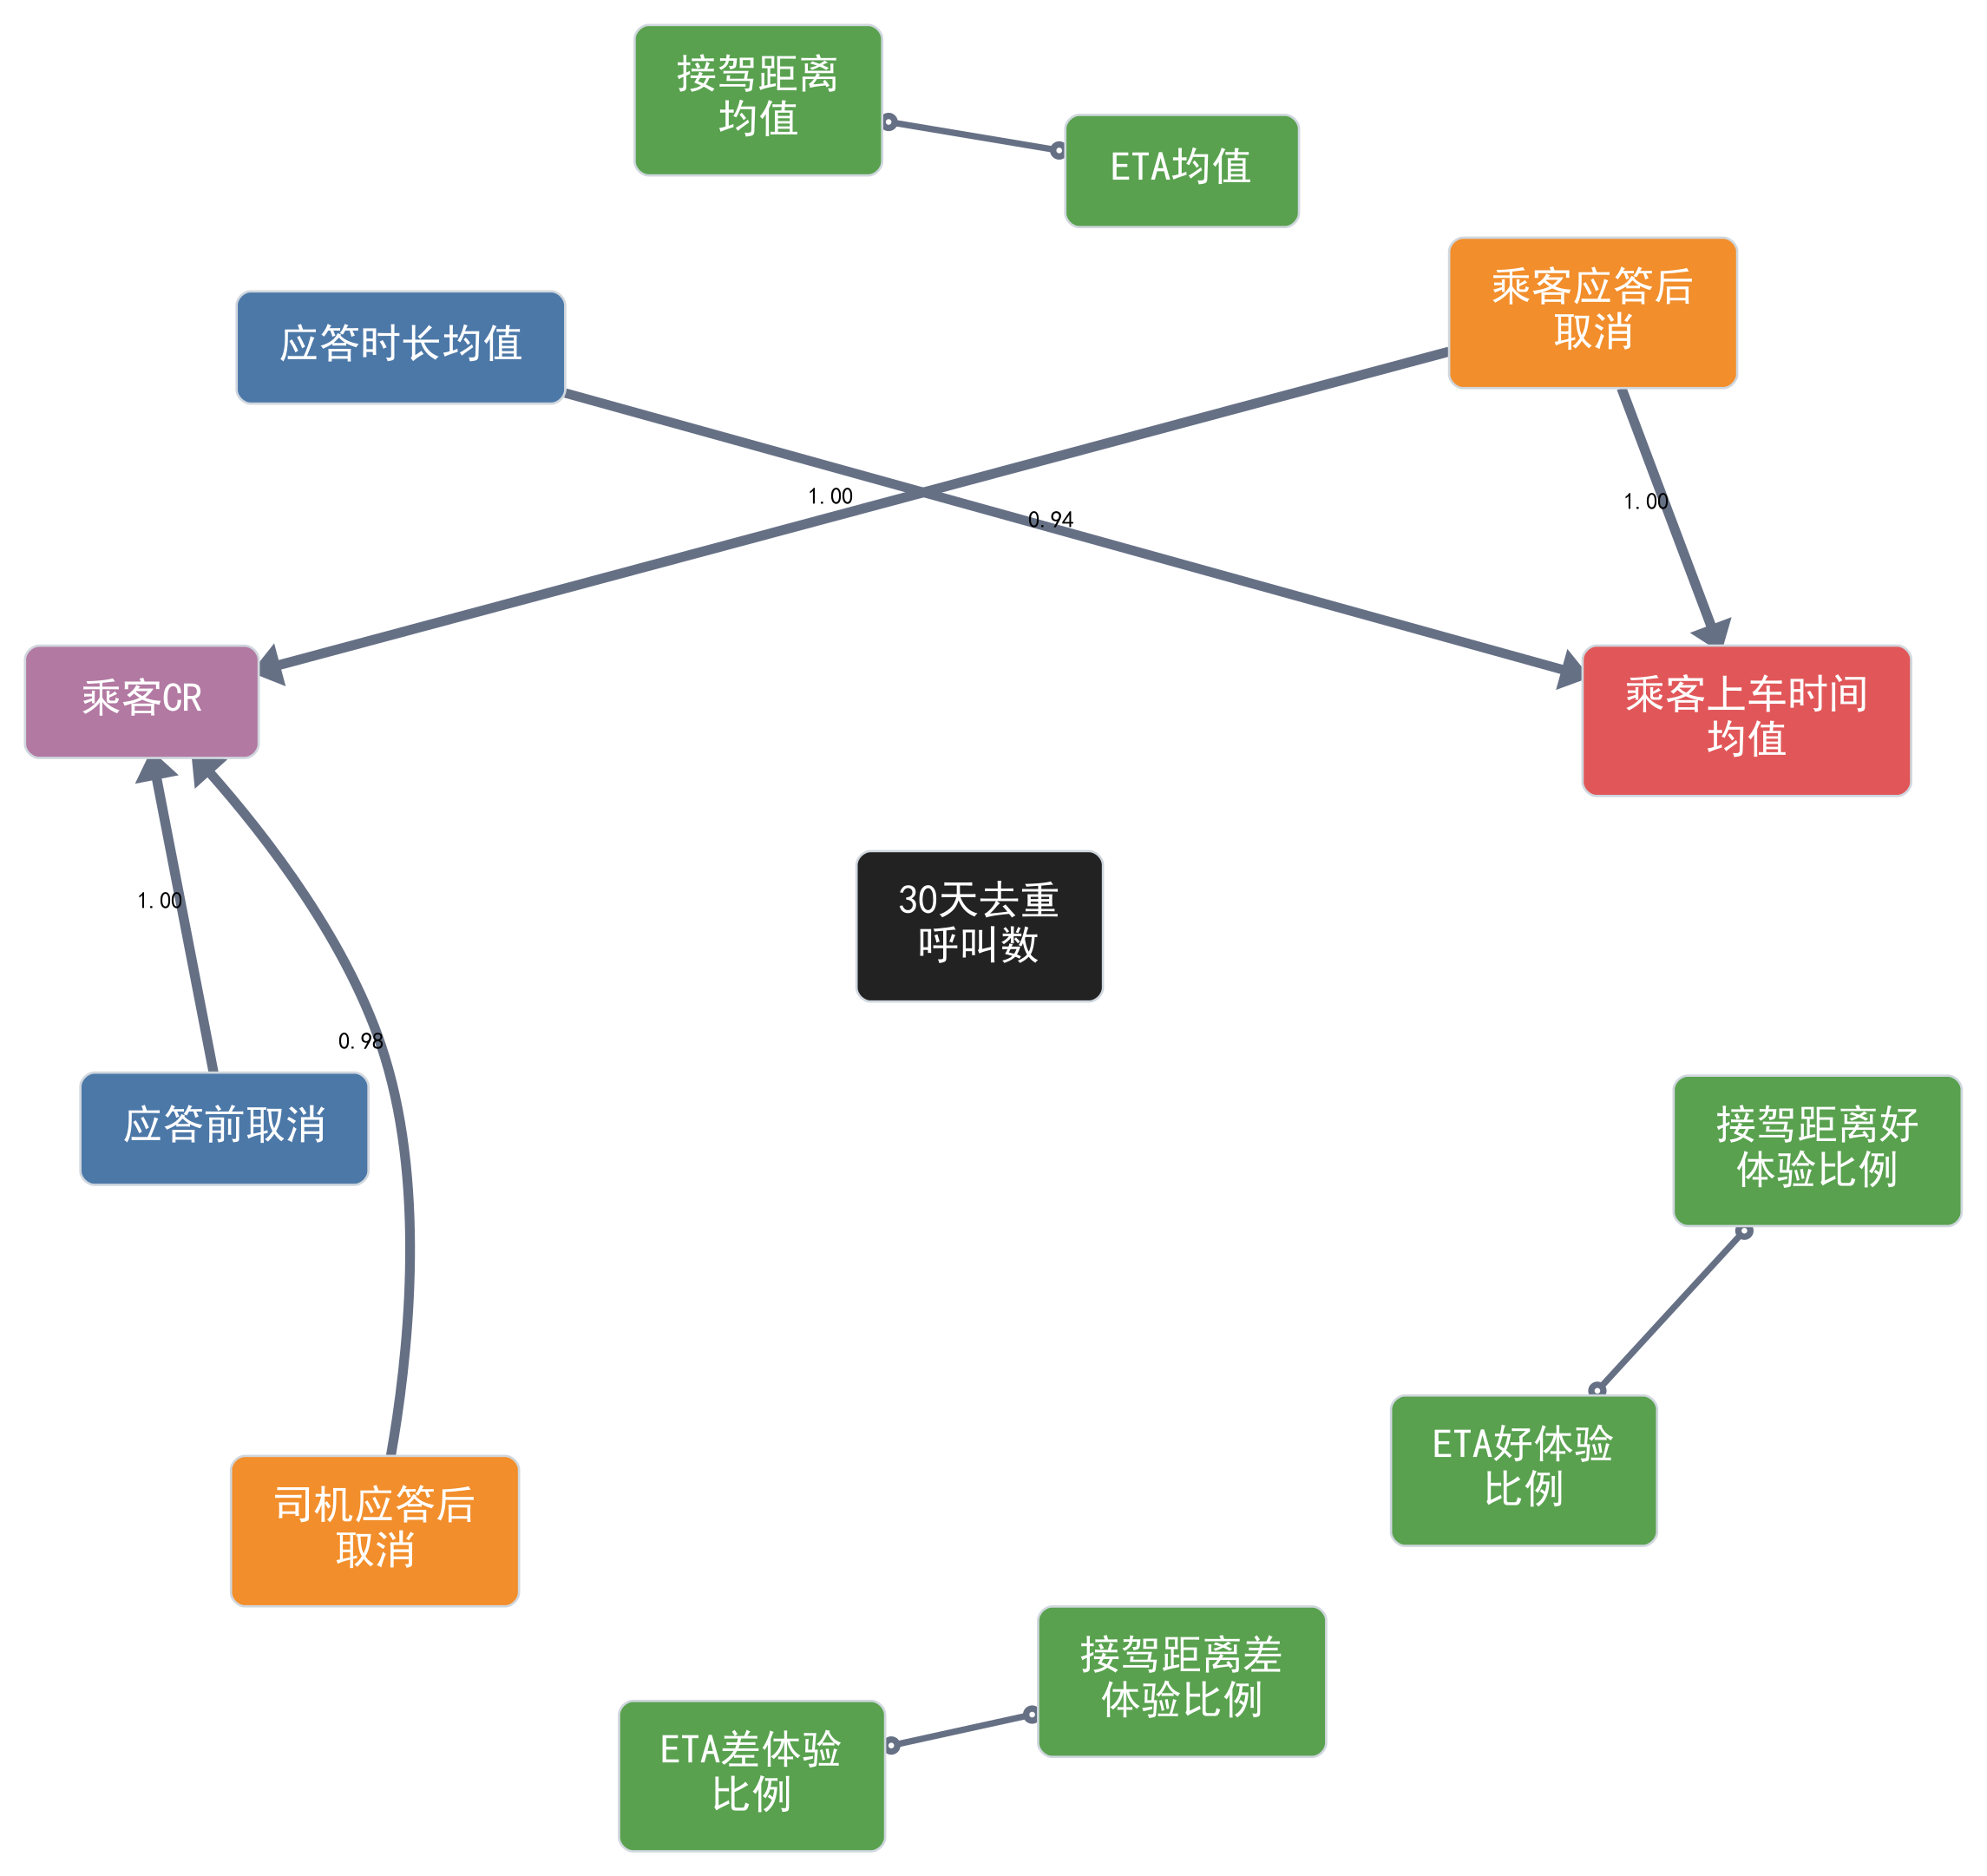 接驾距离
均值
ETA均值
乘客应答后
取消
应答时长均值
1.00
0.94
1.00
乘客CR
乘客上车时间
均值
30天去重
呼叫数
1.00
0.98
应答前取消
接驾距离好
体验比例
ETA好体验
比例
司机应答后
取消
接驾距离差
体验比例
ETA差体验
比例